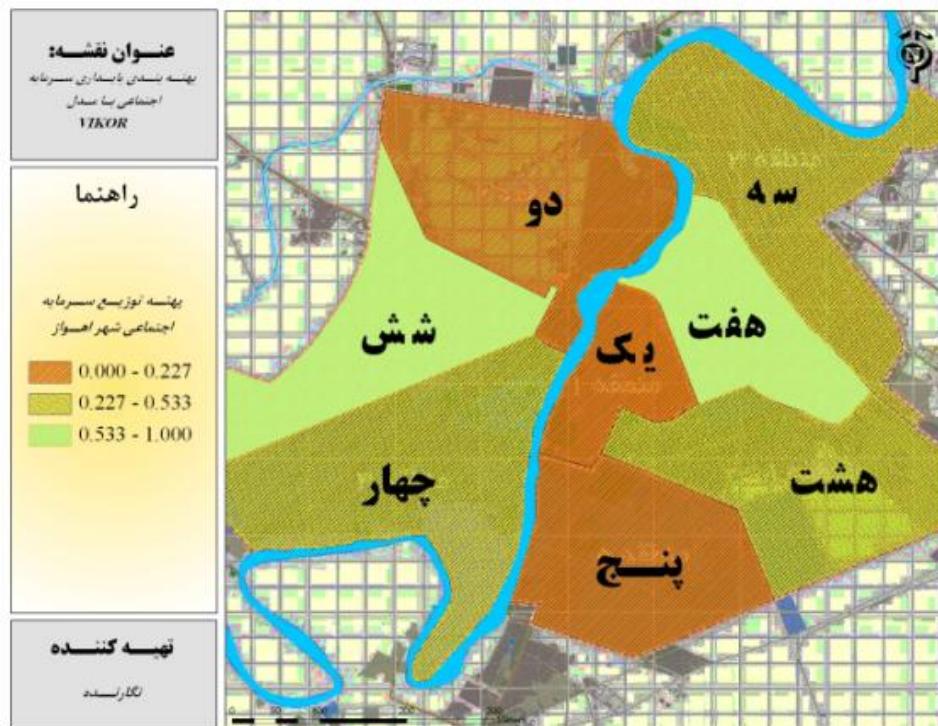 عنوان نقشه:
پهنه بندی پایداری سرمایه
اجتماعی با مدل
VIKOR
راهنما
پهنه توزیع سرمایه
اجتماعی شهر اهواز
0.000 - 0.227
0.227 - 0.533
0.533 - 1.000
تهیه کننده
نگارنده
دو
سه
شش
یک
هفت
چهار
هشت
پنج
منطقه